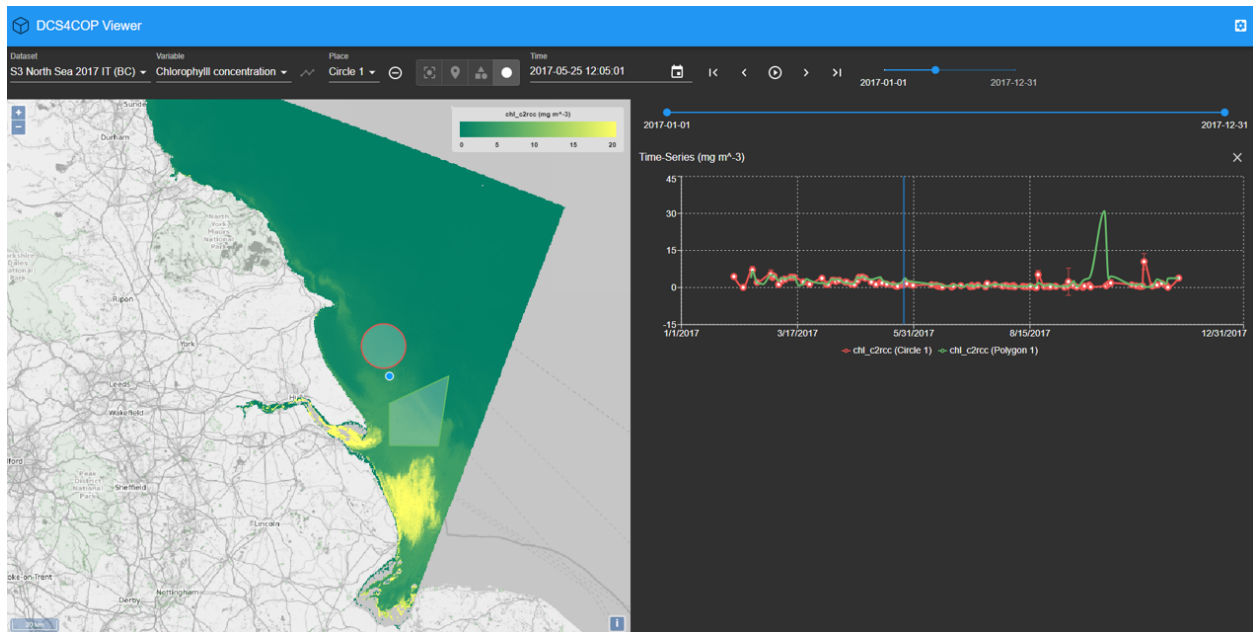 DCS4COP Viewer
Dataset
S3 North Sea 2017 IT (BC)
Variable
Chlorophylll concentration
Place
Circle 1
Time
2017-05-25 12:05:01
2017-01-01
2017-12-31
chl_c2rcc (mg m^-3)
0 5 10 15 20
+
-
Durham
North
York
Moors
National
Park
Ripon
York
Leeds
Wakefield
Peak
District
National
Park
Sheffield
Lincoln
Nottingham
Derby
30 km
i
2017-01-01
2017-12-31
Time-Series (mg m^-3)
45
30
15
0
-15
1/1/2017 3/17/2017 5/31/2017 8/15/2017 12/31/2017
chl_c2rcc (Circle 1) chl_c2rcc (Polygon 1)